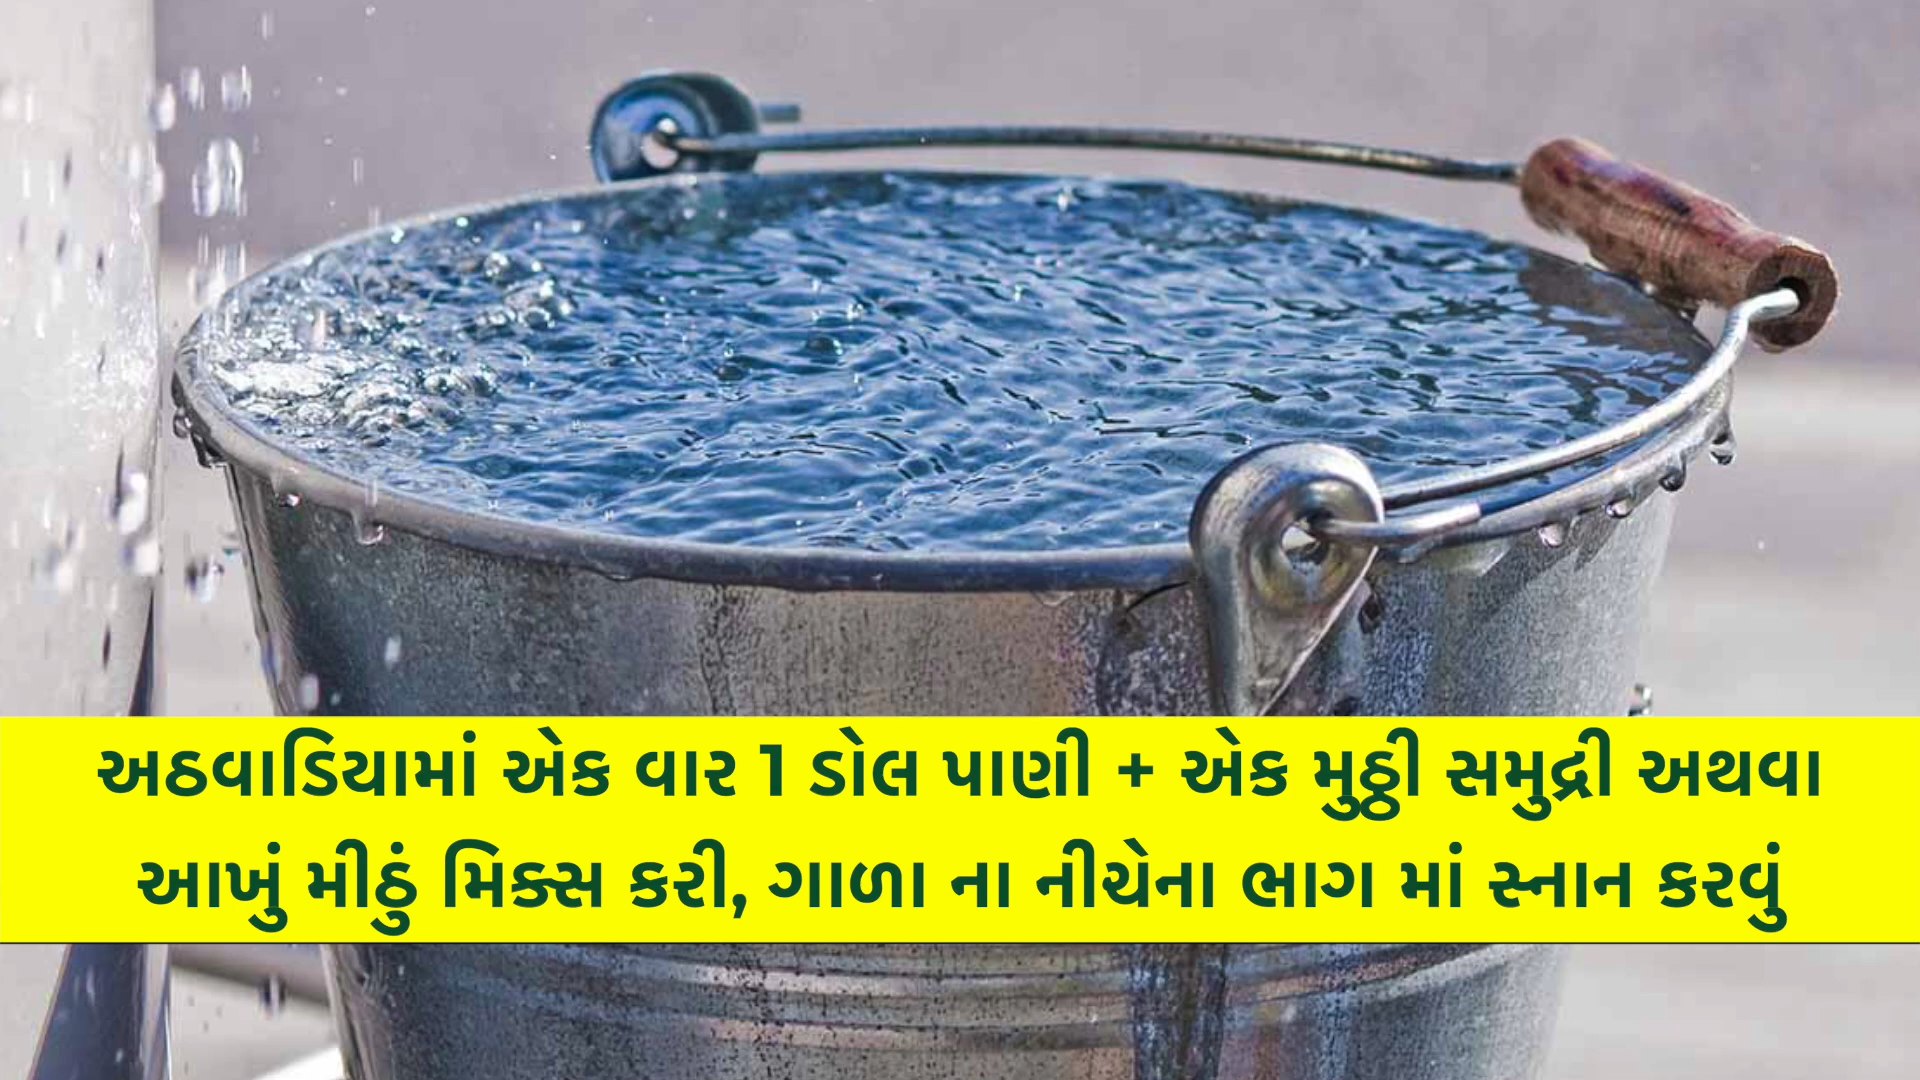 અઠવાડિયામાં એક વાર 1 ડોલ પાણી + એક મુઠ્ઠી સમુદ્રી અથવા
આખું મીઠું મિક્સ કરી, ગાળા ના નીચેના ભાગ માં સ્નાન કરવું